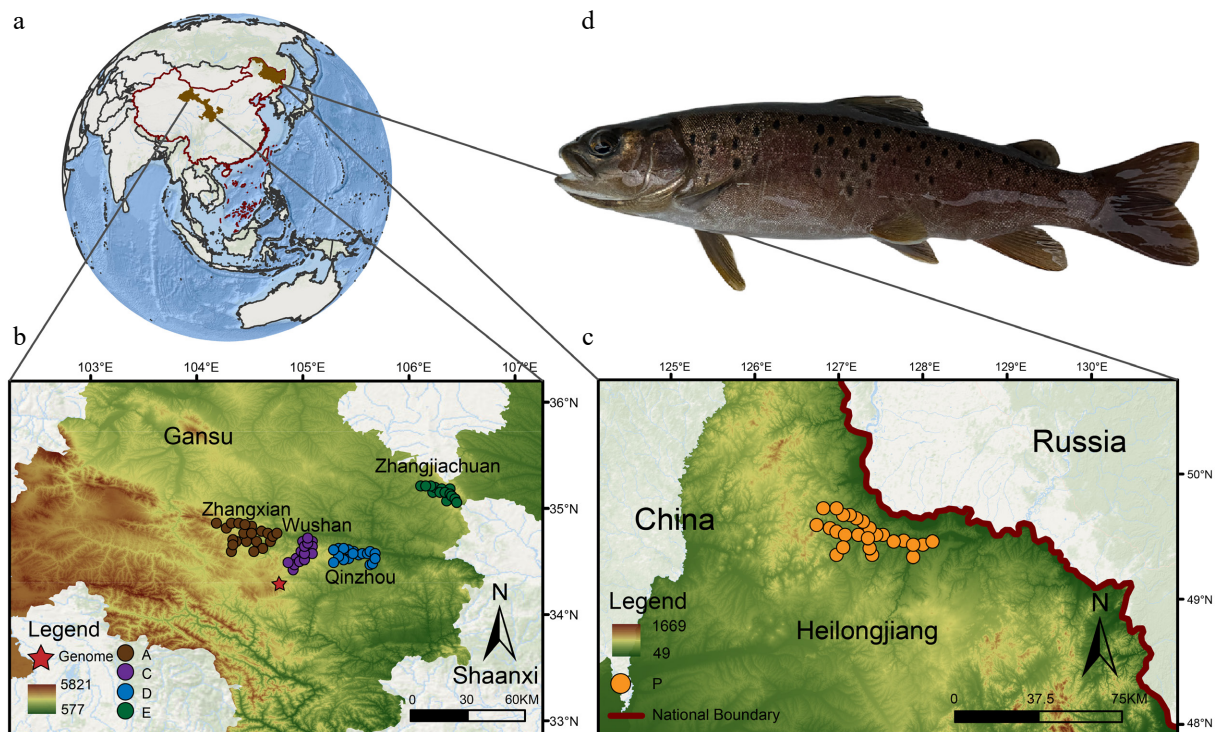 a
d
b
103°E 104°E 105°E 106°E 107°E
36°N
35°N
34°N
33°N
Gansu
Zhangjiachuan
Zhangxian
Wushan
Qinzhou
Shaanxi
Legend
Genome
5821
577
A
C
D
E
N
0 30 60KM
c
125°E 126°E 127°E 128°E 129°E 130°E
50°N
49°N
48°N
Russia
China
Heilongjiang
Legend
1669
49
P
National Boundary
N
0 37.5 75KM